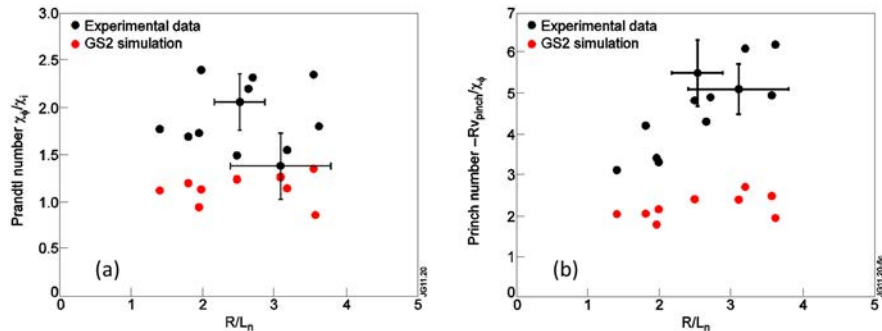 Experimental data
GS2 simulation
Prandtl number χϕ/χi
3.0
2.5
2.0
1.5
1.0
0.5
0
0 1 2 3 4 5
R/Ln
(a)
JG11.20
Experimental data
GS2 simulation
Princh number –Rvpinch/χϕ
7
6
5
4
3
2
1
0
0 1 2 3 4 5
R/Ln
(b)